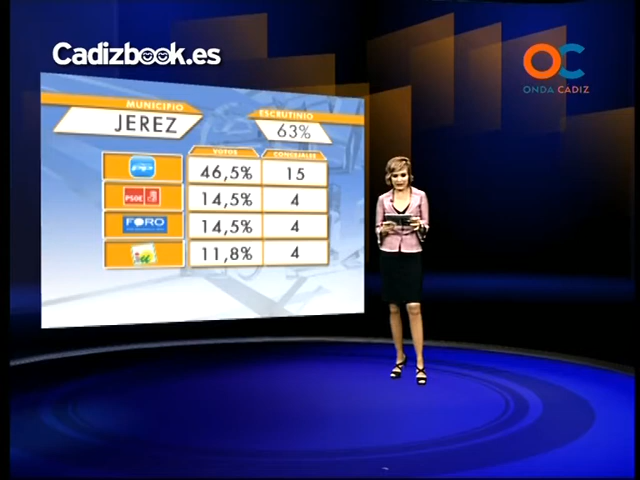 Cadizbook.es
OC
ONDA CADIZ
MUNICIPIO
JEREZ
ESCRUTINIO
63%
VOTOS CONCEJALES
46,5% 15
PSOE 14,5% 4
FORO 14,5% 4
11,8% 4